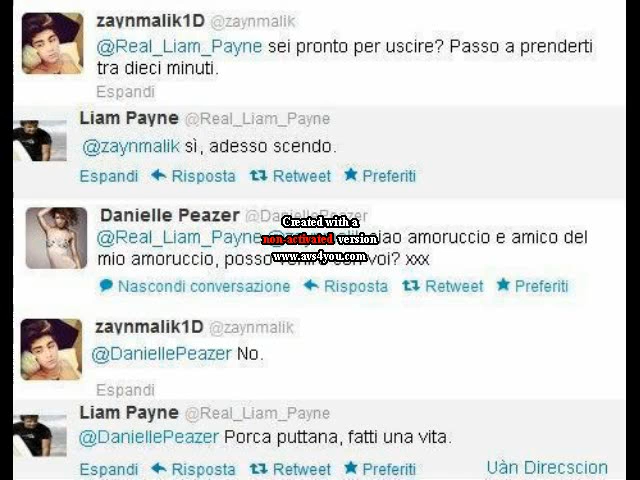 zaynmalik1D @zaynmalik
@Real_Liam_Payne sei pronto per uscire? Passo a prenderti
tra dieci minuti.
Espandi
Liam Payne @Real_Liam_Payne
@zaynmalik sì, adesso scendo.
Espandi Risposta Retweet Preferiti
Danielle Peazer @DaniellePeazer
Created with a
non-activated version
www.avs4you.com
@Real_Liam_Payne ciao amoruccio e amico del
mio amoruccio, posso con voi? xxx
Nascondi conversazione Risposta Retweet Preferiti
zaynmalik1D @zaynmalik
@DaniellePeazer No.
Espandi
Liam Payne @Real_Liam_Payne
@DaniellePeazer Porca puttana, fatti una vita.
Espandi Risposta Retweet Preferiti
Uàn Direcscion